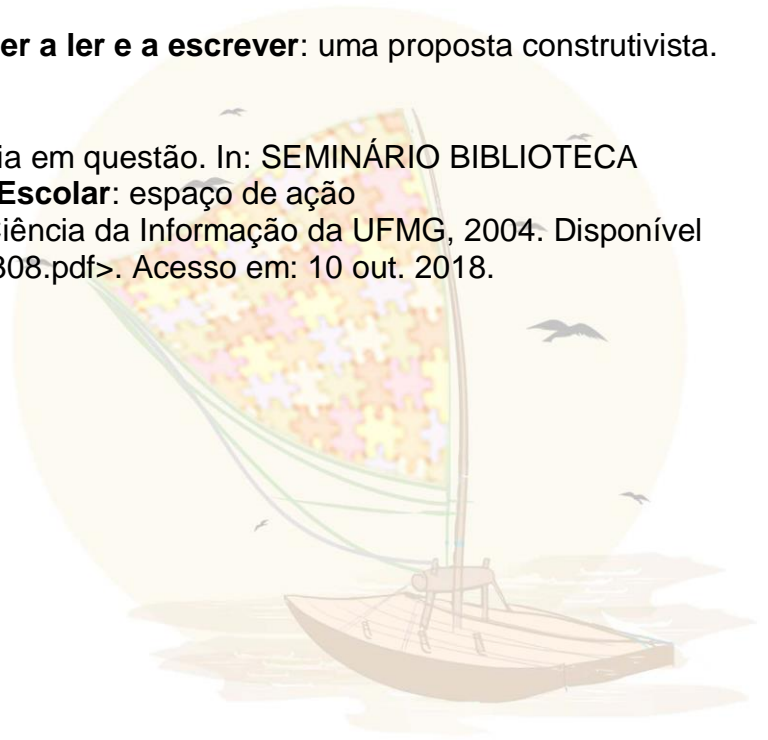 er a ler e a escrever: uma proposta construtivista.
ia em questão. In: SEMINÁRIO BIBLIOTECA
Escolar: espaço de ação
Ciência da Informação da UFMG, 2004. Disponível
308.pdf>. Acesso em: 10 out. 2018.